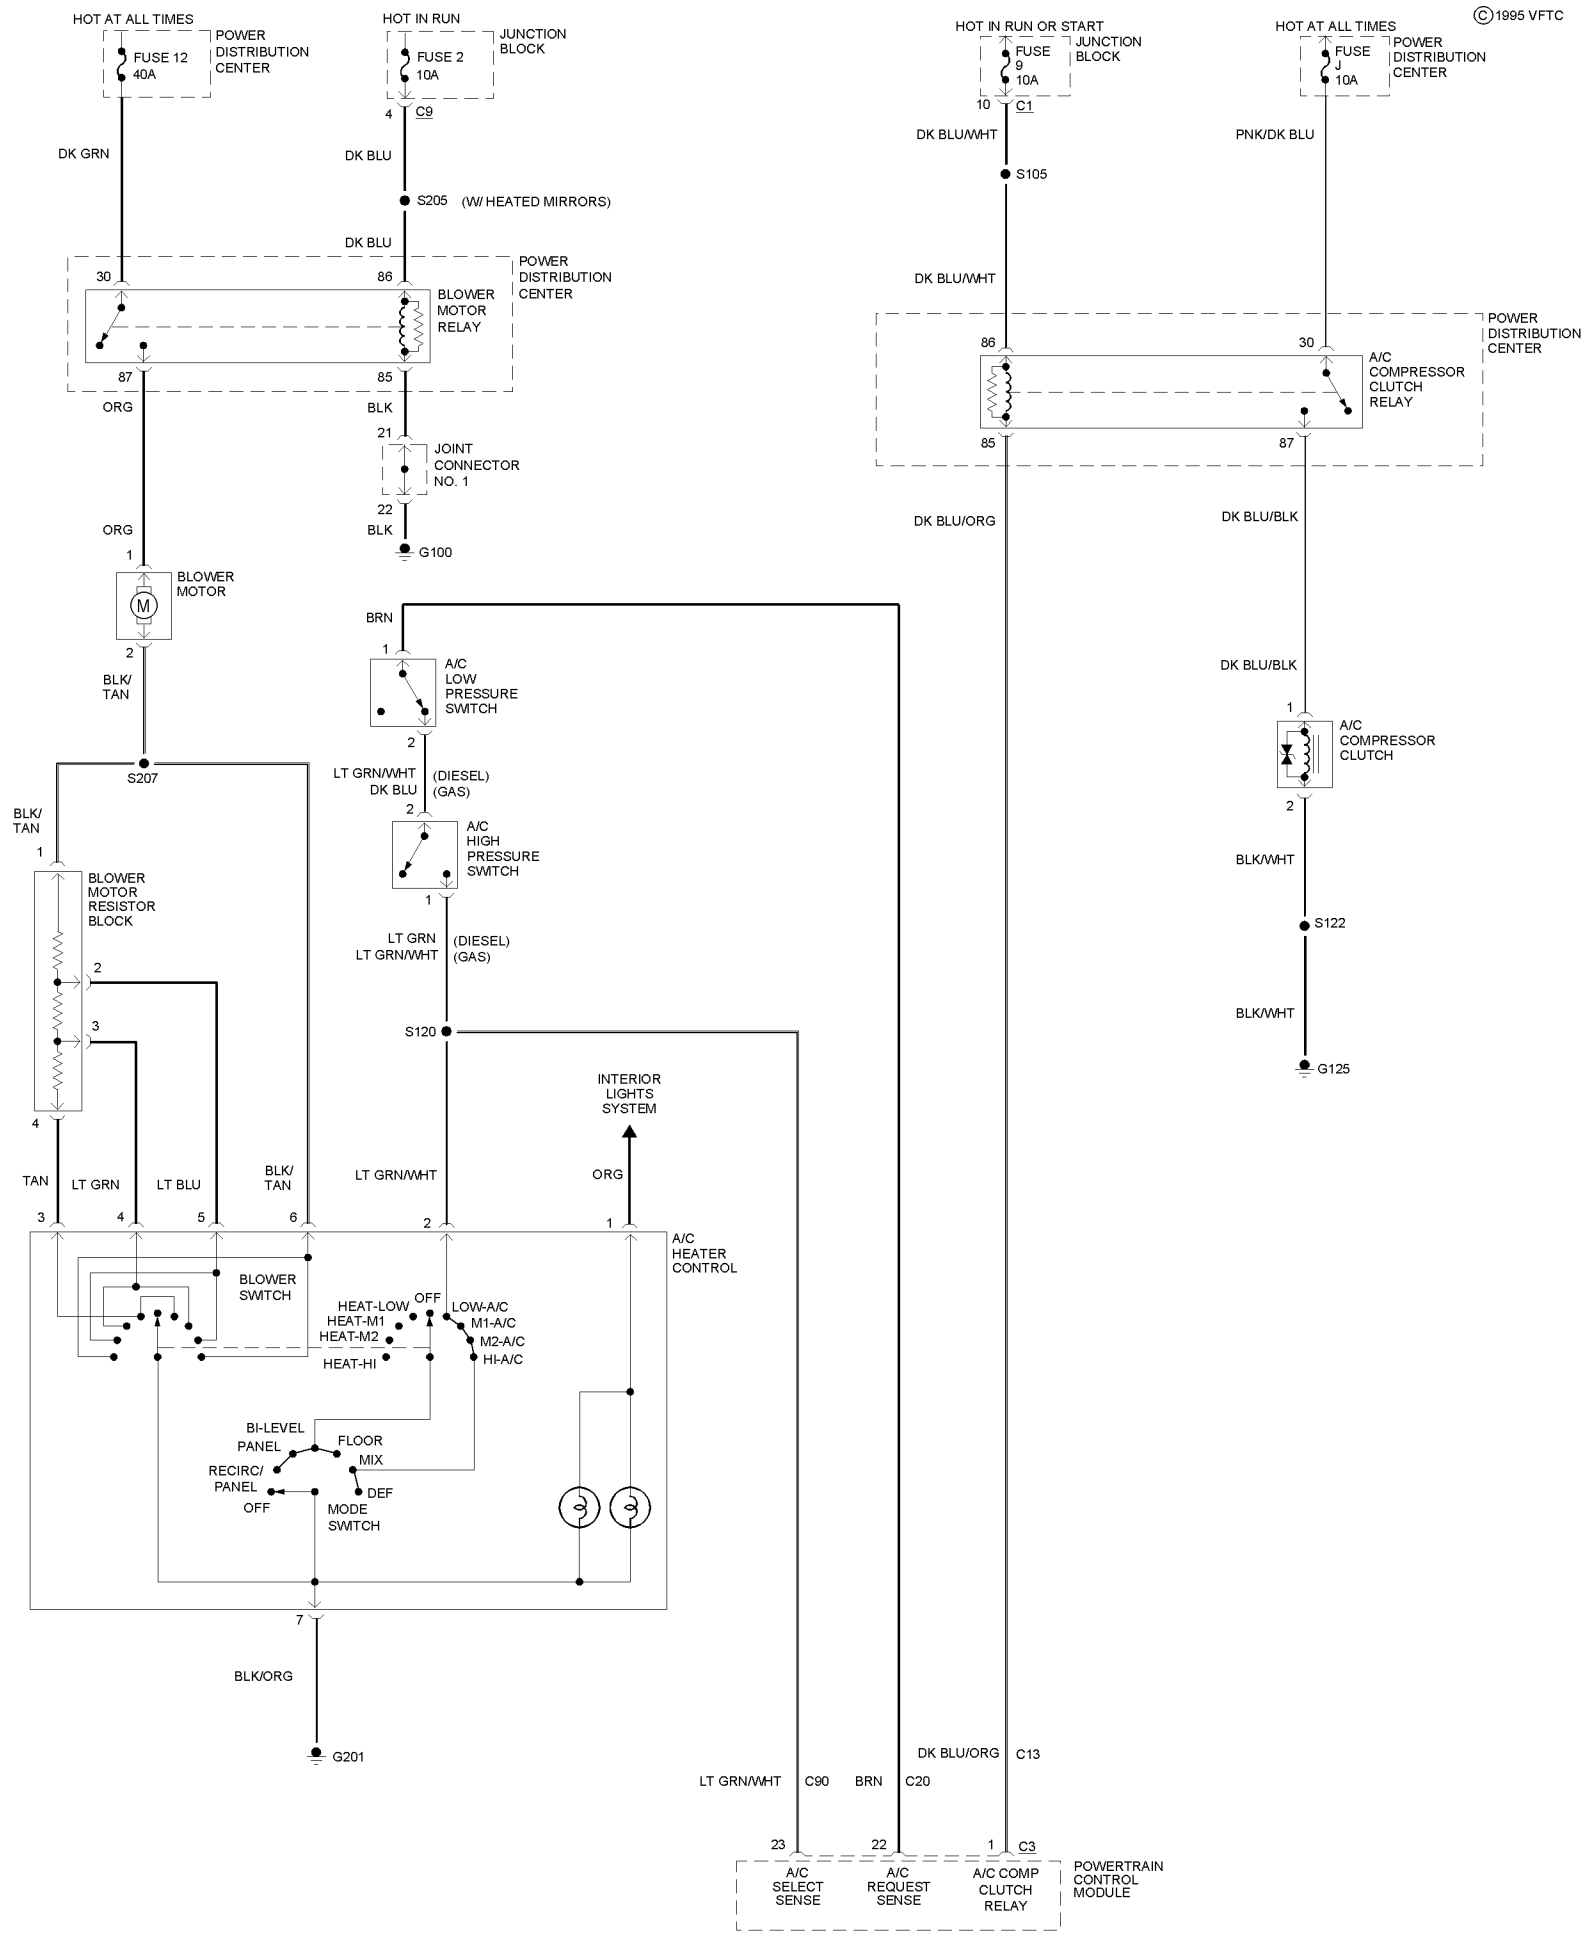 HOT AT ALL TIMES
FUSE 12
40A
POWER
DISTRIBUTION
CENTER
HOT IN RUN
FUSE 2
10A
JUNCTION
BLOCK
4 C9
HOT IN RUN OR START
FUSE
9
10A
JUNCTION
BLOCK
10 C1
HOT AT ALL TIMES
FUSE
J
10A
POWER
DISTRIBUTION
CENTER
© 1995 VFTC
DK GRN
DK BLU
S205 (W/ HEATED MIRRORS)
DK BLU
DK BLU/WHT
S105
DK BLU/WHT
PNK/DK BLU
POWER
DISTRIBUTION
CENTER
30
86
BLOWER
MOTOR
RELAY
87
85
ORG
BLK
21
JOINT
CONNECTOR
NO. 1
22
BLK
G100
ORG
1
BLOWER
MOTOR
M
2
BLK/
TAN
S207
POWER
DISTRIBUTION
CENTER
86
30
A/C
COMPRESSOR
CLUTCH
RELAY
85
87
DK BLU/ORG
DK BLU/BLK
DK BLU/BLK
1
A/C
COMPRESSOR
CLUTCH
2
BLK/WHT
S122
BLK/WHT
G125
BRN
1
A/C
LOW
PRESSURE
SWITCH
2
LT GRN/WHT (DIESEL)
DK BLU (GAS)
2
A/C
HIGH
PRESSURE
SWITCH
1
LT GRN (DIESEL)
LT GRN/WHT (GAS)
S120
BLK/
TAN
1
BLOWER
MOTOR
RESISTOR
BLOCK
2
3
4
INTERIOR
LIGHTS
SYSTEM
TAN
LT GRN
LT BLU
BLK/
TAN
LT GRN/WHT
ORG
3
4
5
6
2
1
A/C
HEATER
CONTROL
BLOWER
SWITCH
OFF
HEAT-LOW
HEAT-M1
HEAT-M2
HEAT-HI
LOW-A/C
M1-A/C
M2-A/C
HI-A/C
BI-LEVEL
PANEL
RECIRC/
PANEL
OFF
FLOOR
MIX
DEF
MODE
SWITCH
7
BLK/ORG
G201
LT GRN/WHT C90
BRN C20
DK BLU/ORG C13
23
22
1 C3
A/C
SELECT
SENSE
A/C
REQUEST
SENSE
A/C COMP
CLUTCH
RELAY
POWERTRAIN
CONTROL
MODULE